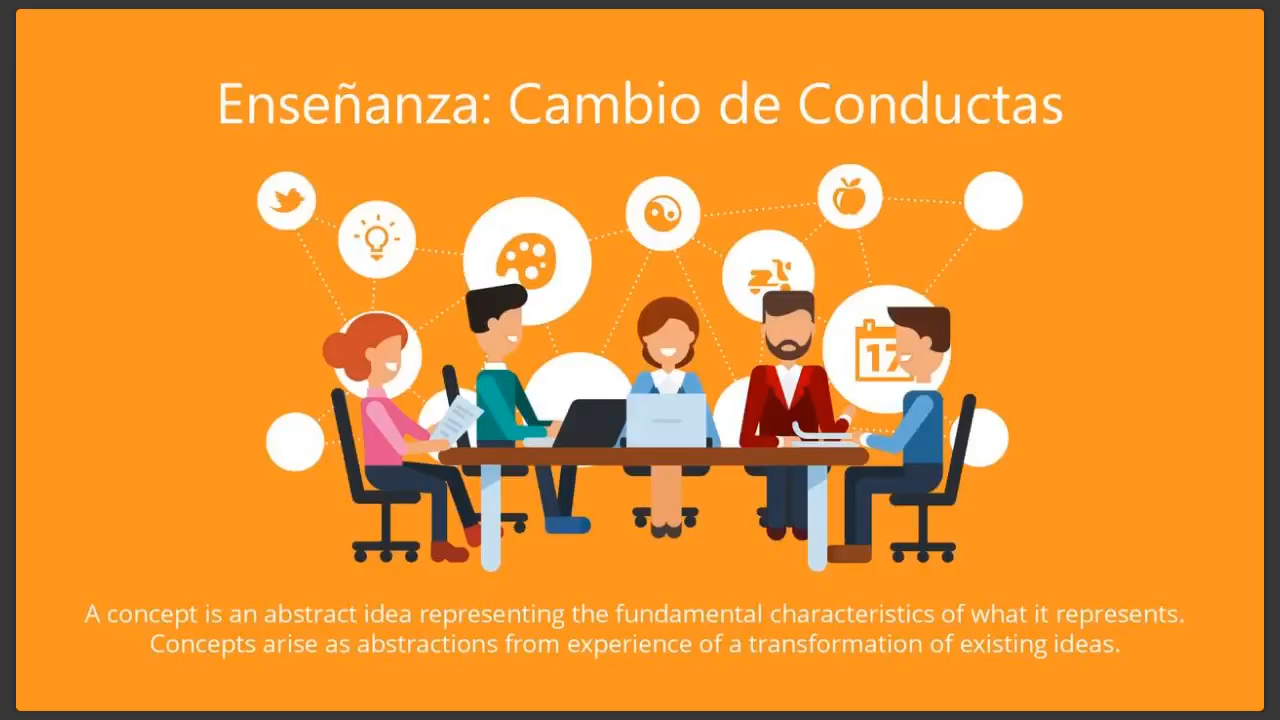 Enseñanza: Cambio de Conductas
17
A concept is an abstract idea representing the fundamental characteristics of what it represents.
Concepts arise as abstractions from experience of a transformation of existing ideas.